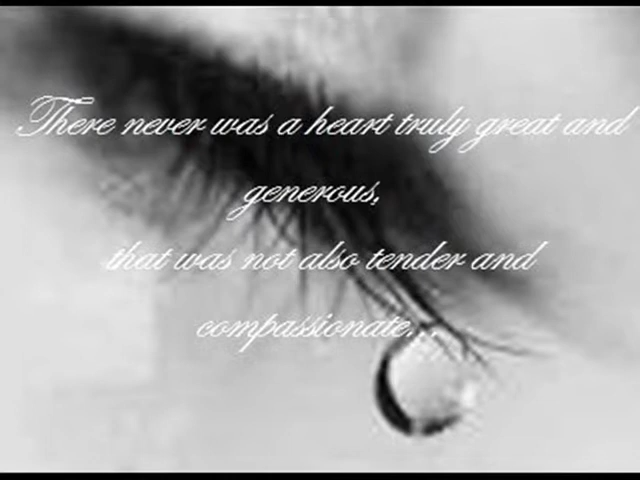 There never was a heart truly great and
generous,
that was not also tender and
compassionate...